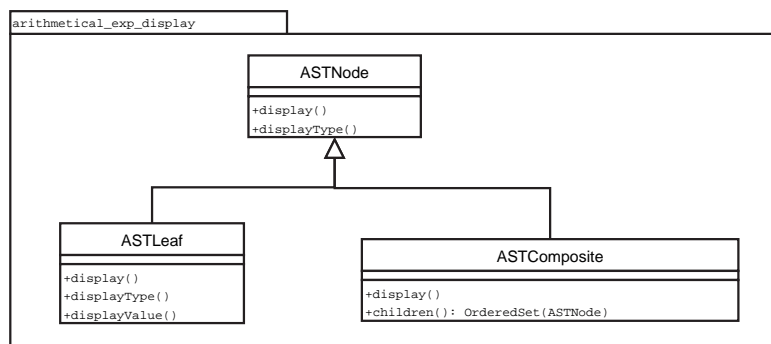 arithmetical_exp_display
ASTNode
+display()
+displayType()
ASTLeaf
+display()
+displayType()
+displayValue()
ASTComposite
+display()
+children(): OrderedSet(ASTNode)